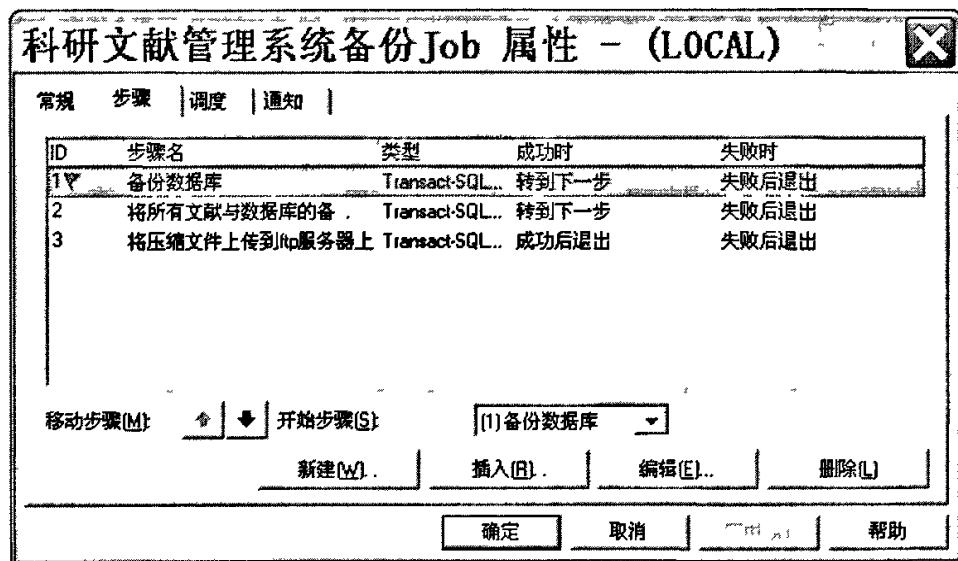 科研文献管理系统备份Job 属性 - (LOCAL)
常规 步骤 调度 通知
ID 步骤名 类型 成功时 失败时
1 备份数据库 Transact-SQL... 转到下一步 失败后退出
2 将所有文献与数据库的备 . Transact-SQL... 转到下一步 失败后退出
3 将压缩文件上传到ftp服务器上 Transact-SQL... 成功后退出 失败后退出
移动步骤(M): 开始步骤(S): (1)备份数据库
新建(W)... 插入(R)... 编辑(E)... 删除(L)
确定 取消 帮助